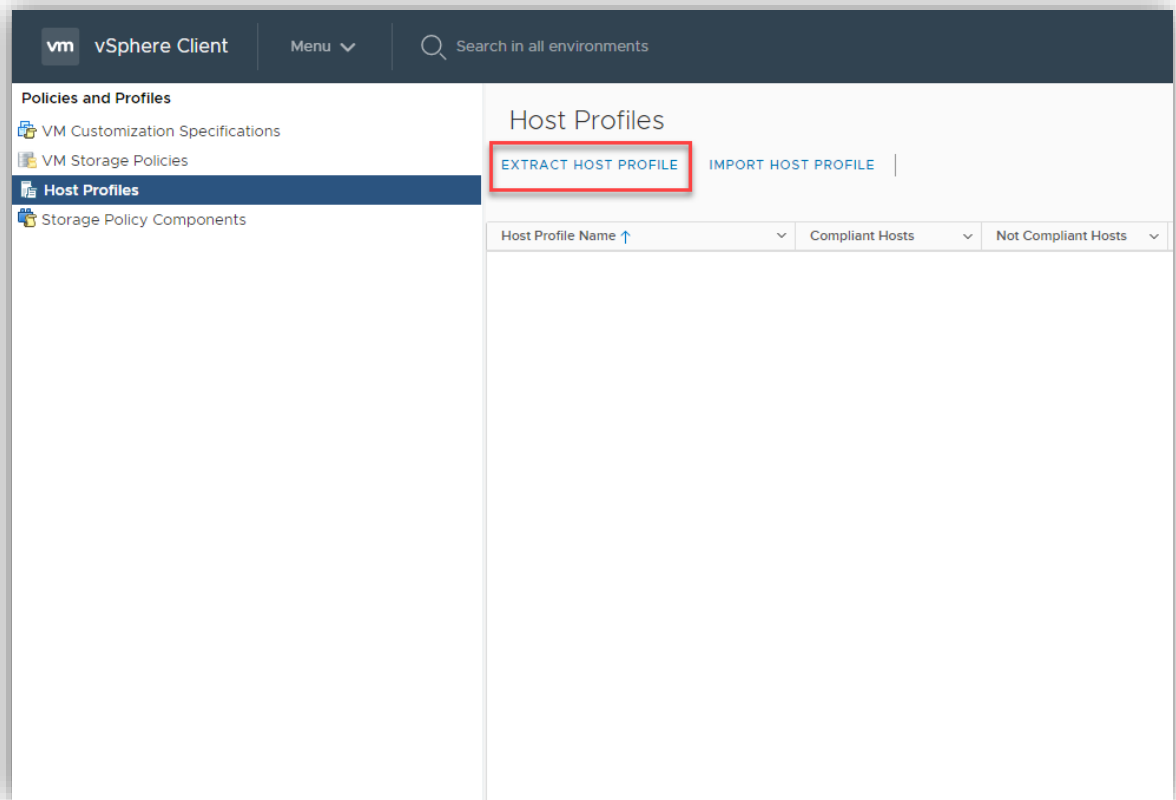 vm vSphere Client Menu Search in all environments
Policies and Profiles
VM Customization Specifications
VM Storage Policies
Host Profiles
Storage Policy Components
Host Profiles
EXTRACT HOST PROFILE IMPORT HOST PROFILE
Host Profile Name Compliant Hosts Not Compliant Hosts